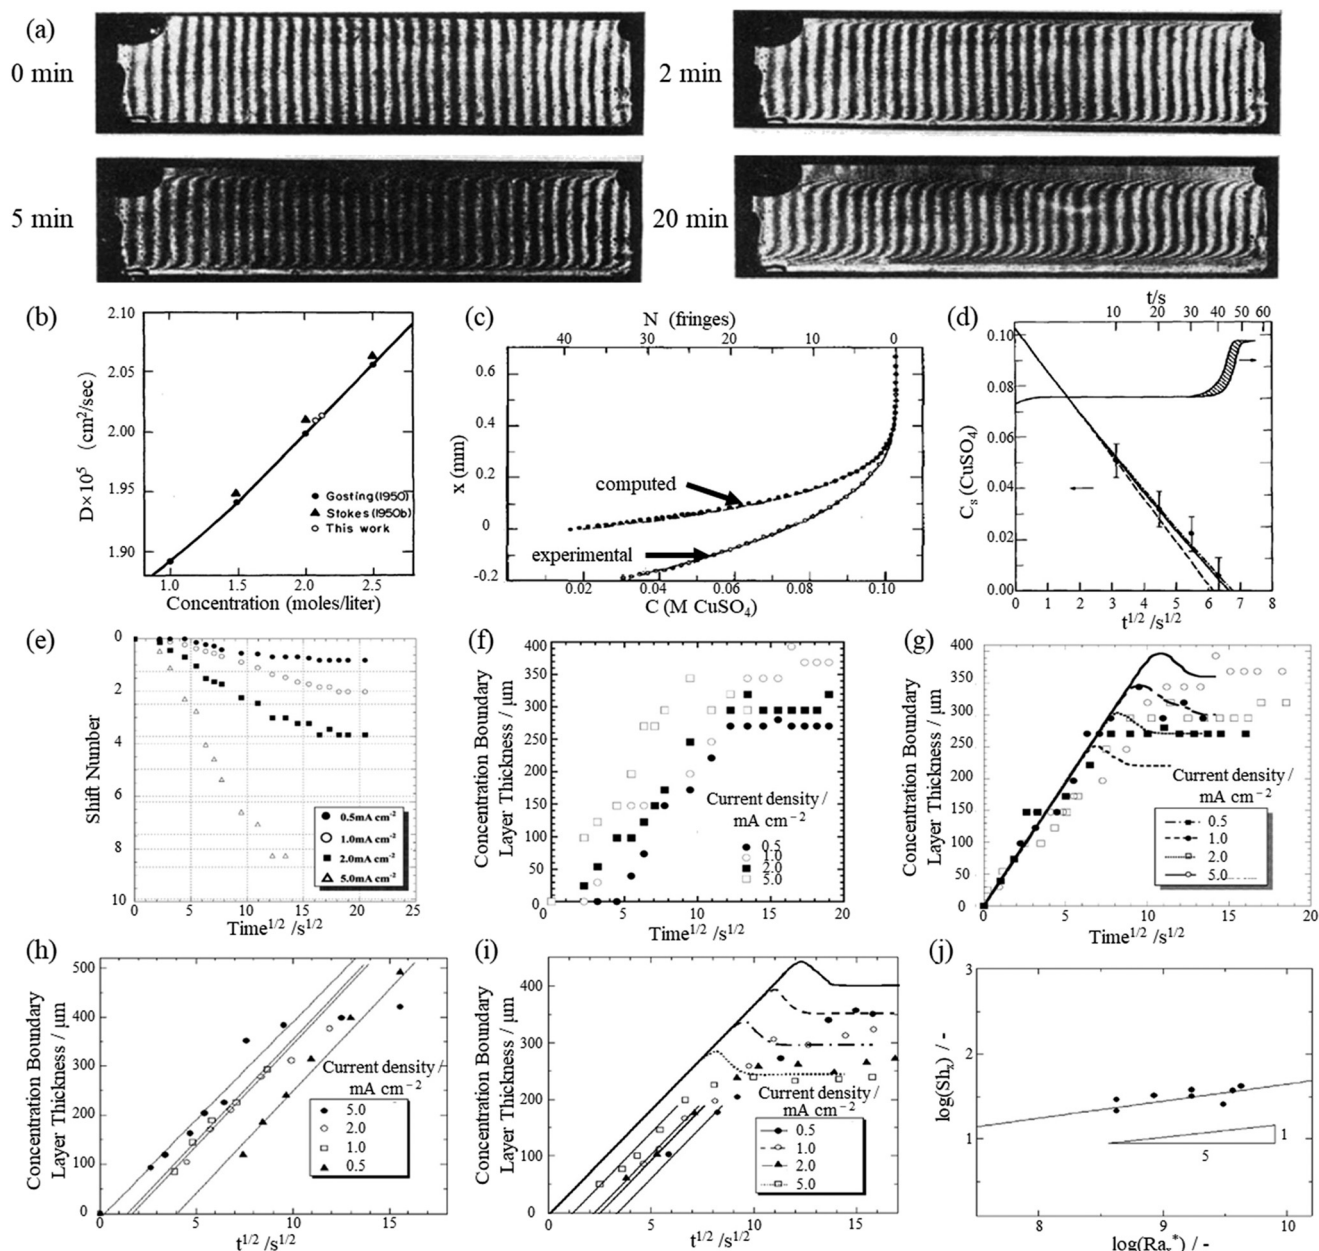 (a)
0 min
2 min
5 min
20 min
(b)
2.10
2.05
2.00
1.95
1.90
D×10⁵ (cm²/sec)
● Gosting(1950)
▲ Stokes(1950b)
○ This work
1.0 1.5 2.0 2.5
Concentration (moles/liter)
(c)
N (fringes)
40 30 20 10 0
0.6
0.4
0.2
0
-0.2
x (mm)
computed
experimental
0.02 0.04 0.06 0.08 0.10
C (M CuSO₄)
(d)
t/s
10 20 30 40 50 60
0.10
0.08
0.06
0.04
0.02
0.00
Cₛ (CuSO₄)
0 1 2 3 4 5 6 7 8
t^1/2 /s^1/2
(e)
0
2
4
6
8
10
Shift Number
0.5mA cm⁻²
1.0mA cm⁻²
2.0mA cm⁻²
5.0mA cm⁻²
0 5 10 15 20 25
Time^1/2 /s^1/2
(f)
400
350
300
250
200
150
100
50
0
Concentration Boundary
Layer Thickness / μm
Current density /
mA cm⁻²
0.5
1.0
2.0
5.0
0 5 10 15 20
Time^1/2 /s^1/2
(g)
400
350
300
250
200
150
100
50
0
Concentration Boundary
Layer Thickness / μm
Current density /
mA cm⁻²
0.5
1.0
2.0
5.0
0 5 10 15 20
Time^1/2 /s^1/2
(h)
500
400
300
200
100
0
Concentration Boundary
Layer Thickness / μm
Current density /
mA cm⁻²
5.0
2.0
1.0
0.5
0 5 10 15
t^1/2 /s^1/2
(i)
400
300
200
100
0
Concentration Boundary
Layer Thickness / μm
Current density /
mA cm⁻²
0.5
1.0
2.0
5.0
0 5 10 15
t^1/2 /s^1/2
(j)
3
2
1
log(Shₓ) / -
1
5
8 9 10
log(Raₓ*) / -